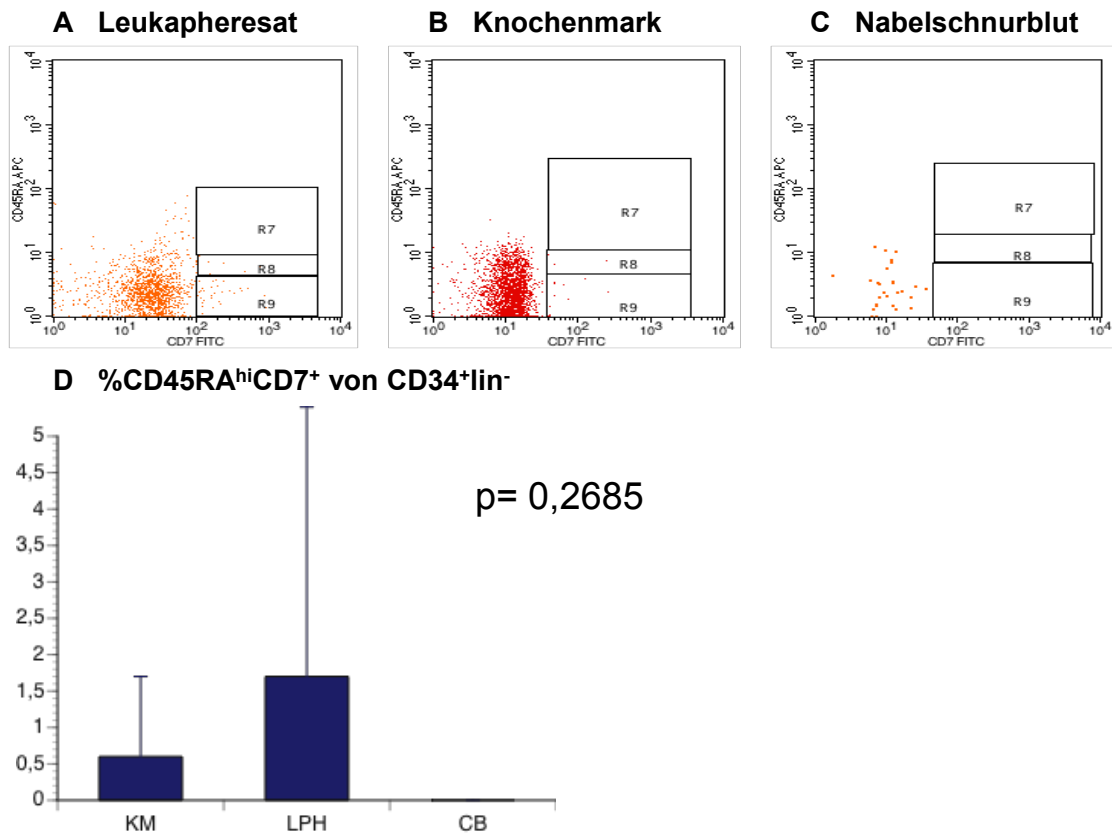 A Leukapheresat
B Knochenmark
C Nabelschnurblut
10⁴
10³
10²
10¹
10⁰
CD45RA APC
R7
R8
R9
10⁰ 10¹ 10² 10³ 10⁴
CD7 FITC
10⁴
10³
10²
10¹
10⁰
CD45RA APC
R7
R8
R9
10⁰ 10¹ 10² 10³ 10⁴
CD7 FITC
10⁴
10³
10²
10¹
10⁰
CD45RA APC
R7
R8
R9
10⁰ 10¹ 10² 10³ 10⁴
CD7 FITC
D %CD45RAʰⁱCD7⁺ von CD34⁺lin⁻
p= 0,2685
5
4,5
4
3,5
3
2,5
2
1,5
1
0,5
0
KM LPH CB